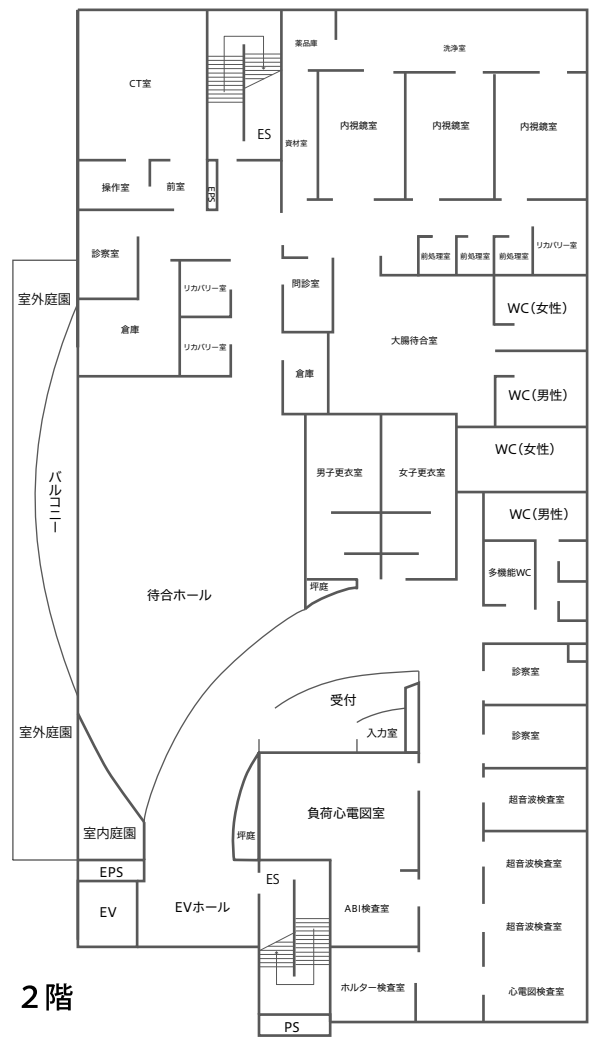 薬品庫
洗浄室
CT室
ES
資材室
内視鏡室
内視鏡室
内視鏡室
操作室
前室
EPS
診察室
前処理室
前処理室
前処理室
リカバリー室
問診室
リカバリー室
室外庭園
WC(女性)
倉庫
大腸待合室
リカバリー室
倉庫
WC(男性)
WC(女性)
男子更衣室
女子更衣室
バルコニー
WC(男性)
多機能WC
坪庭
待合ホール
診察室
受付
入力室
室外庭園
診察室
超音波検査室
負荷心電図室
室内庭園
坪庭
超音波検査室
EPS
ES
EV
EVホール
ABI検査室
超音波検査室
ホルター検査室
心電図検査室
2階
PS